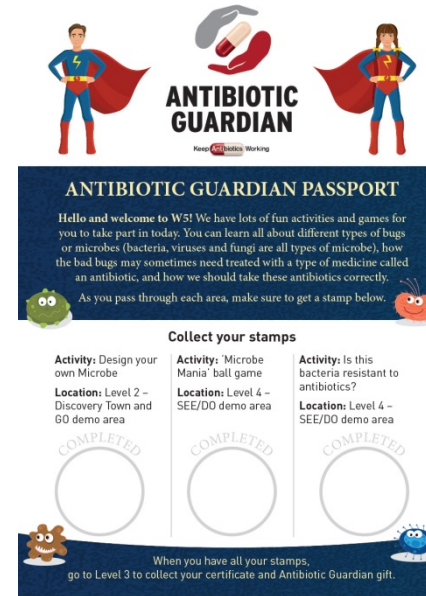 ANTIBIOTIC
GUARDIAN
Keep Antibiotics Working
ANTIBIOTIC GUARDIAN PASSPORT
Hello and welcome to W5! We have lots of fun activities and games for
you to take part in today. You can learn all about different types of bugs
or microbes (bacteria, viruses and fungi are all types of microbe), how
the bad bugs may sometimes need treated with a type of medicine called
an antibiotic, and how we should take these antibiotics correctly.
As you pass through each area, make sure to get a stamp below.
Collect your stamps
Activity: Design your
own Microbe
Location: Level 2 –
Discovery Town and
GO demo area
COMPLETED
Activity: ‘Microbe
Mania’ ball game
Location: Level 4 –
SEE/DO demo area
COMPLETED
Activity: Is this
bacteria resistant to
antibiotics?
Location: Level 4 –
SEE/DO demo area
COMPLETED
When you have all your stamps,
go to Level 3 to collect your certificate and Antibiotic Guardian gift.